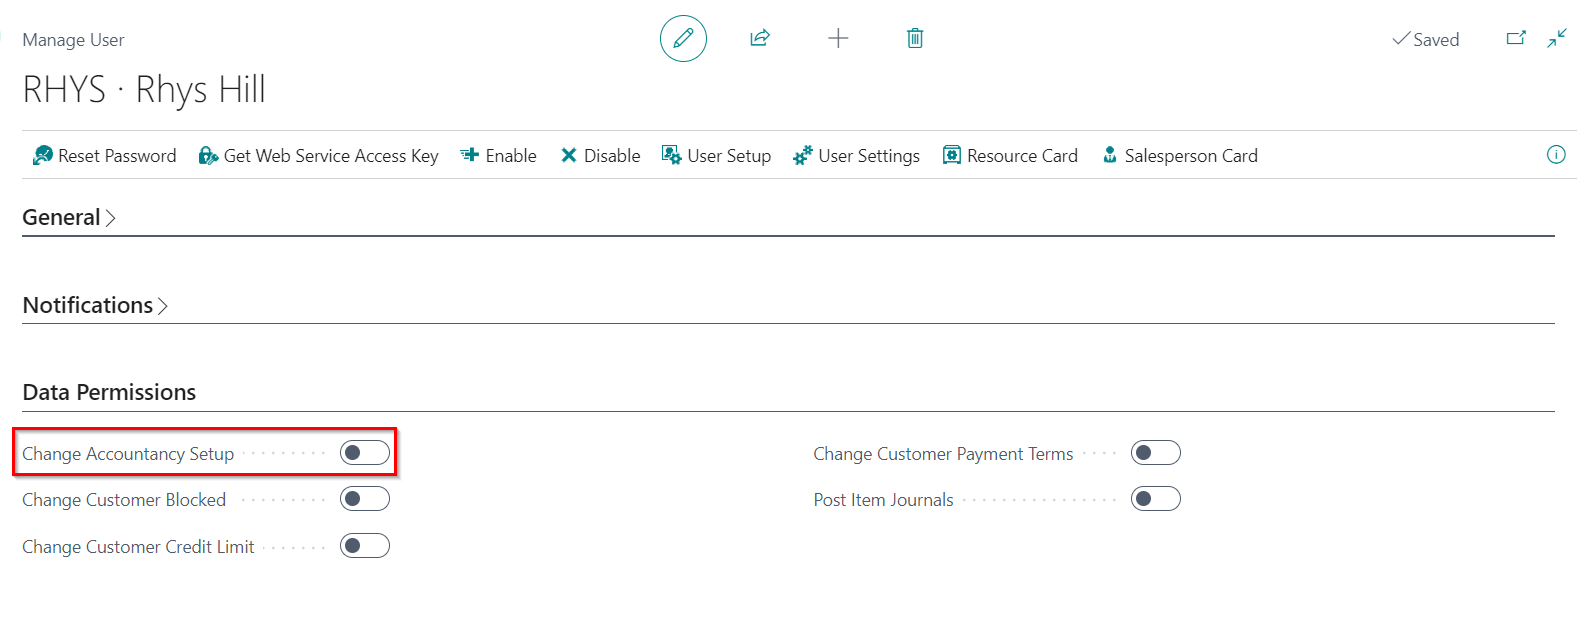 Manage User
Saved
RHYS · Rhys Hill
Reset Password Get Web Service Access Key Enable Disable User Setup User Settings Resource Card Salesperson Card
General
Notifications
Data Permissions
Change Accountancy Setup
Change Customer Payment Terms
Change Customer Blocked
Post Item Journals
Change Customer Credit Limit